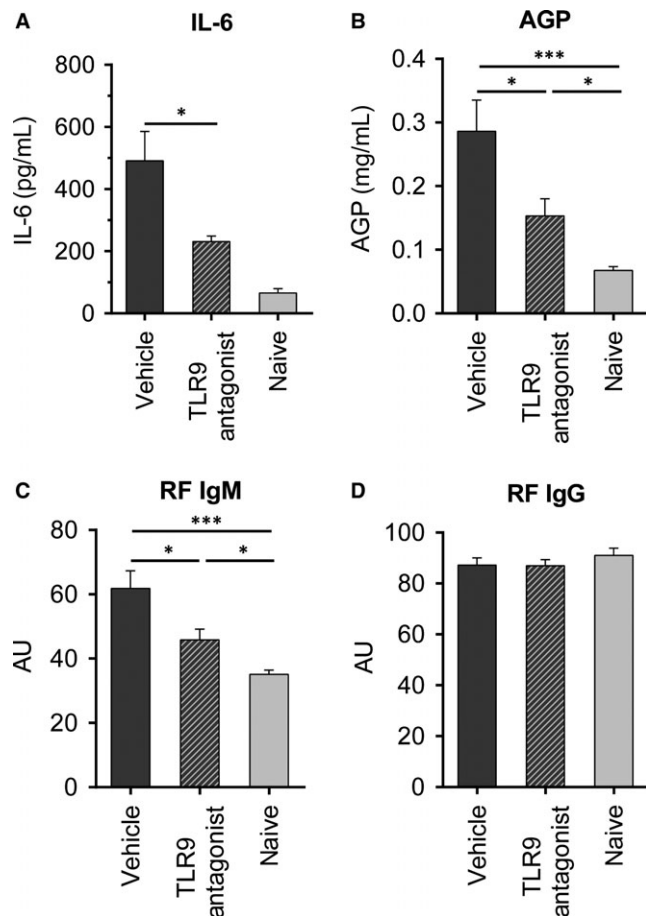 A
IL-6
IL-6 (pg/mL)
800
600
400
200
0
*
Vehicle
TLR9
antagonist
Naive
B
AGP
AGP (mg/mL)
0.4
0.3
0.2
0.1
0.0
***
*
*
Vehicle
TLR9
antagonist
Naive
C
RF IgM
AU
80
60
40
20
0
***
*
*
Vehicle
TLR9
antagonist
Naive
D
RF IgG
AU
100
80
60
40
20
0
Vehicle
TLR9
antagonist
Naive